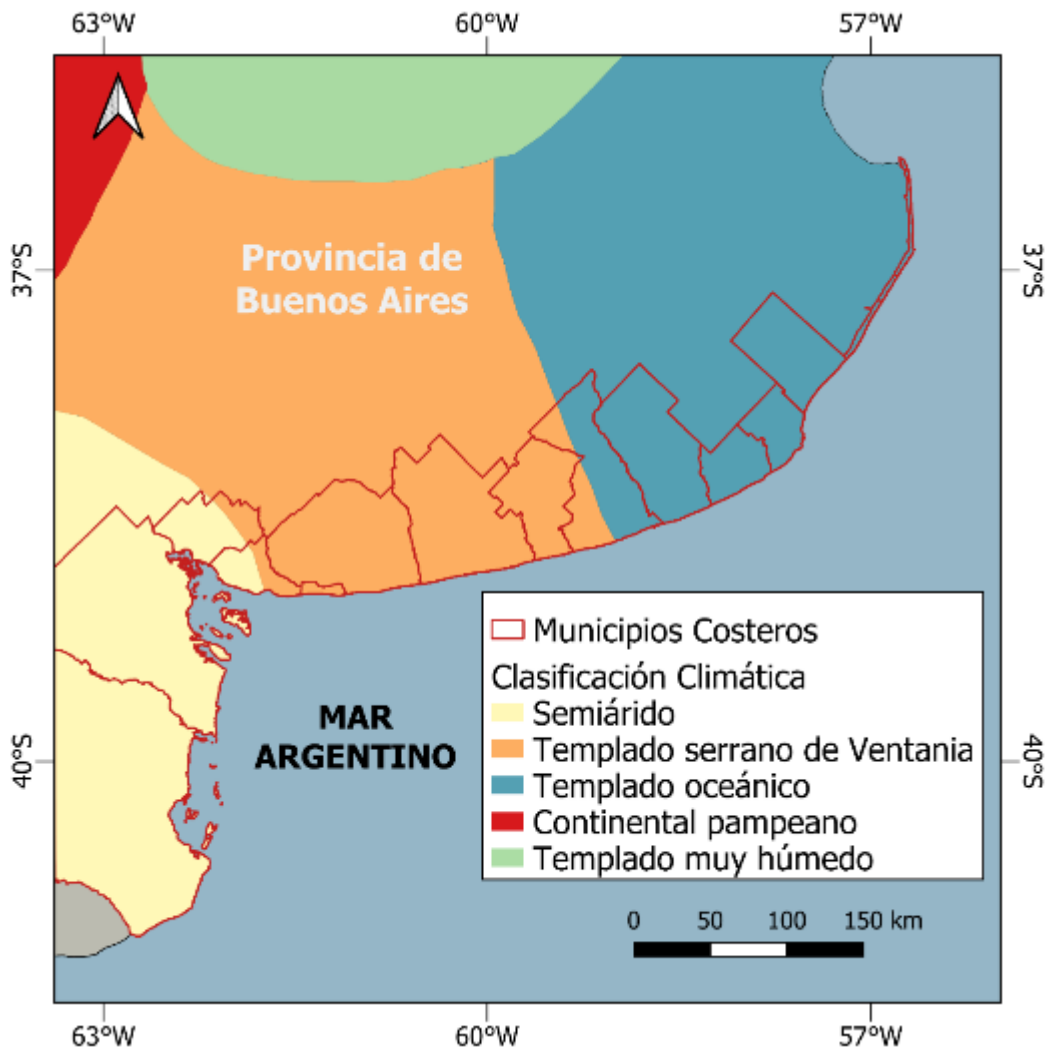 63°W 60°W 57°W
37°S 37°S
Provincia de
Buenos Aires
Municipios Costeros
Clasificación Climática
Semiárido
Templado serrano de Ventania
Templado oceánico
Continental pampeano
Templado muy húmedo
MAR
ARGENTINO
40°S 40°S
0 50 100 150 km
63°W 60°W 57°W